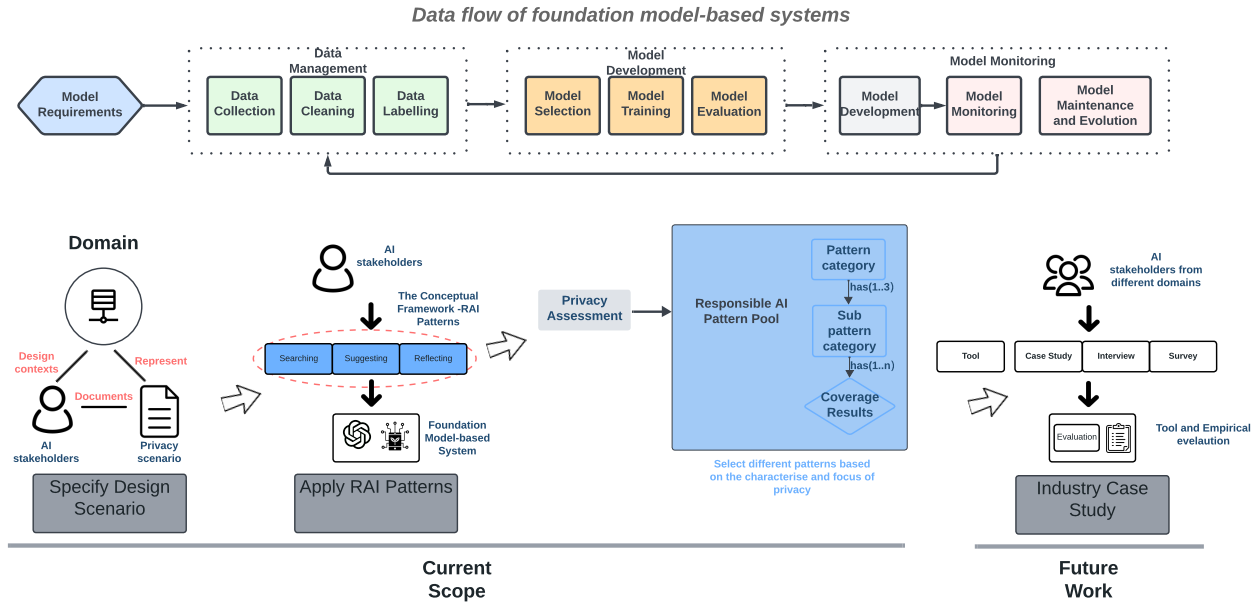 Data flow of foundation model-based systems
Model
Requirements
Data
Management
Data
Collection
Data
Cleaning
Data
Labelling
Model
Development
Model
Selection
Model
Training
Model
Evaluation
Model Monitoring
Model
Development
Model
Monitoring
Model
Maintenance
and Evolution
Domain
Design
contexts
Represent
Documents
AI
stakeholders
Privacy
scenario
Specify Design
Scenario
AI
stakeholders
The Conceptual
Framework -RAI
Patterns
Searching
Suggesting
Reflecting
Foundation
Model-based
System
Apply RAI Patterns
Privacy
Assessment
Responsible AI
Pattern Pool
Pattern
category
has(1..3)
Sub
pattern
category
has(1..n)
Coverage
Results
Select different patterns based
on the characterise and focus of
privacy
AI
stakeholders from
different domains
Tool
Case Study
Interview
Survey
Evaluation
Tool and Empirical
evelaution
Industry Case
Study
Current
Scope
Future
Work